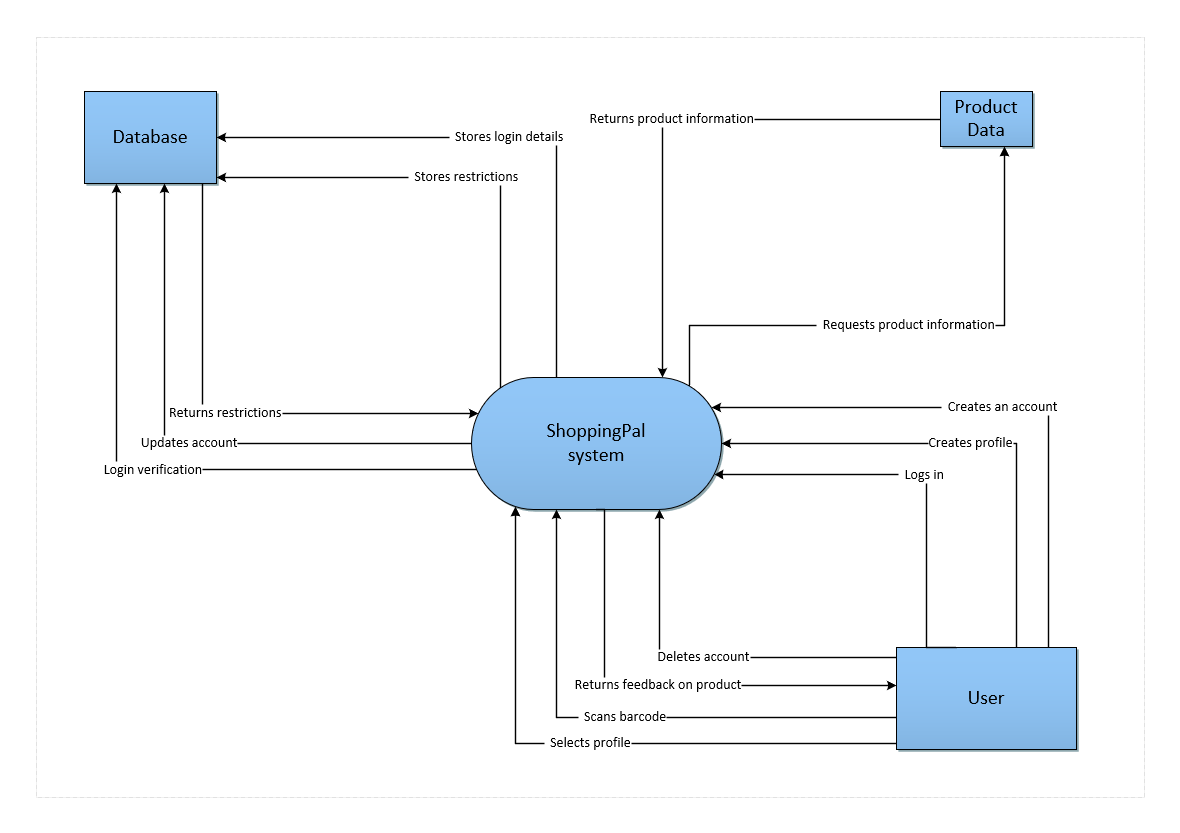 Product
Data
Returns product information
Database
Stores login details
Stores restrictions
Requests product information
Returns restrictions
Creates an account
ShoppingPal
system
Updates account
Creates profile
Login verification
Logs in
Deletes account
Returns feedback on product
User
Scans barcode
Selects profile